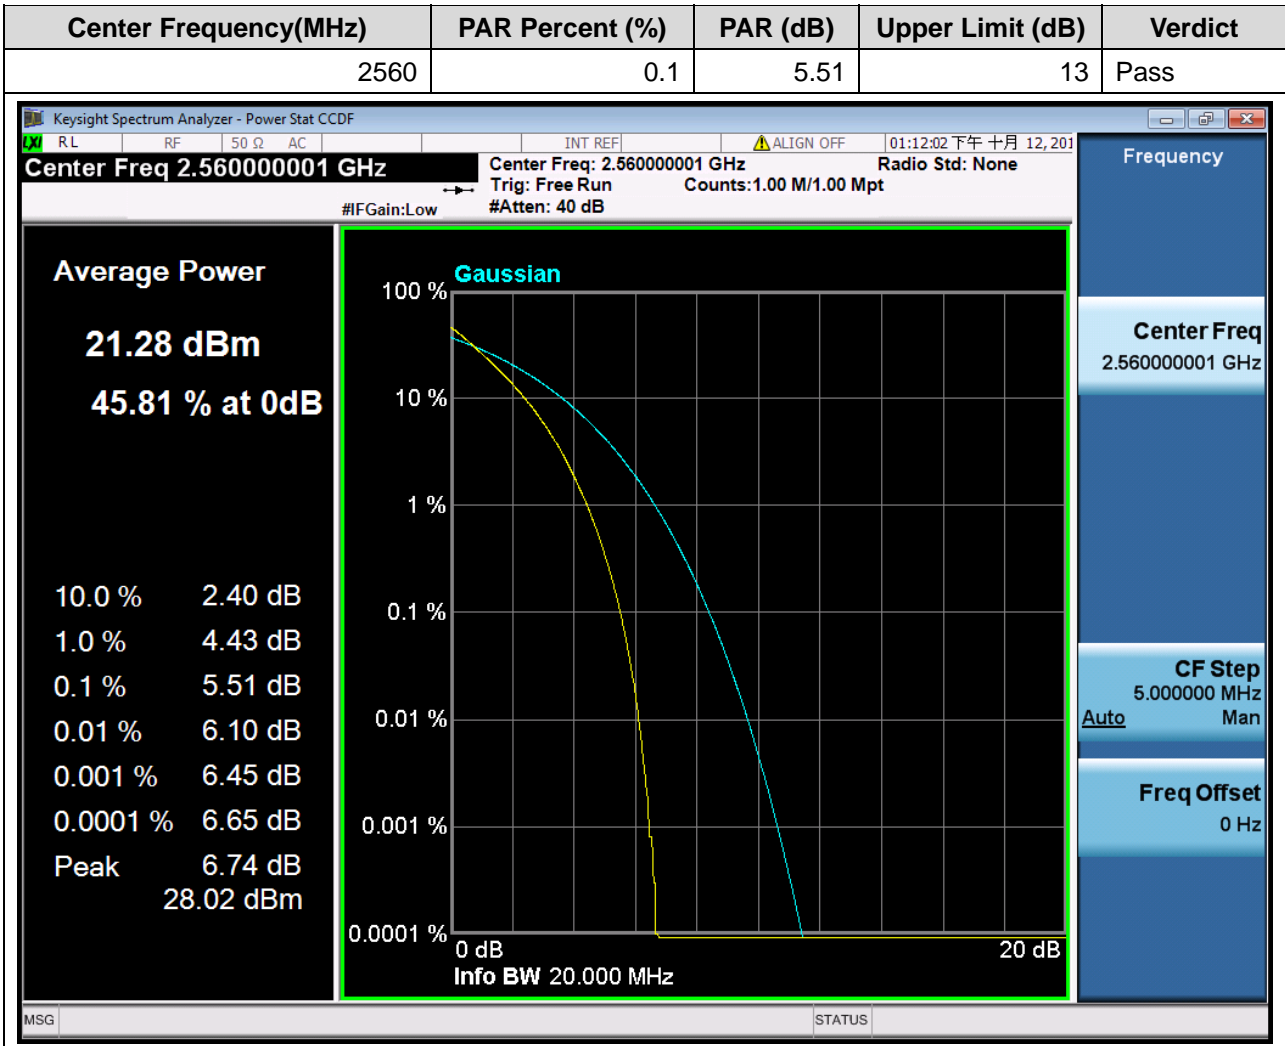 Center Frequency(MHz) PAR Percent (%) PAR (dB) Upper Limit (dB) Verdict
2560 0.1 5.51 13 Pass
Keysight Spectrum Analyzer - Power Stat CCDF
LXI RL RF 50 Ω AC INT REF ALIGN OFF 01:12:02 下午 十月 12, 201
Center Freq 2.560000001 GHz
Center Freq: 2.560000001 GHz Radio Std: None
Trig: Free Run Counts:1.00 M/1.00 Mpt
#IFGain:Low #Atten: 40 dB
Average Power
21.28 dBm
45.81 % at 0dB
10.0 % 2.40 dB
1.0 % 4.43 dB
0.1 % 5.51 dB
0.01 % 6.10 dB
0.001 % 6.45 dB
0.0001 % 6.65 dB
Peak 6.74 dB
28.02 dBm
Gaussian
100 %
10 %
1 %
0.1 %
0.01 %
0.001 %
0.0001 %
0 dB 20 dB
Info BW 20.000 MHz
Frequency
Center Freq
2.560000001 GHz
CF Step
5.000000 MHz
Auto Man
Freq Offset
0 Hz
MSG STATUS